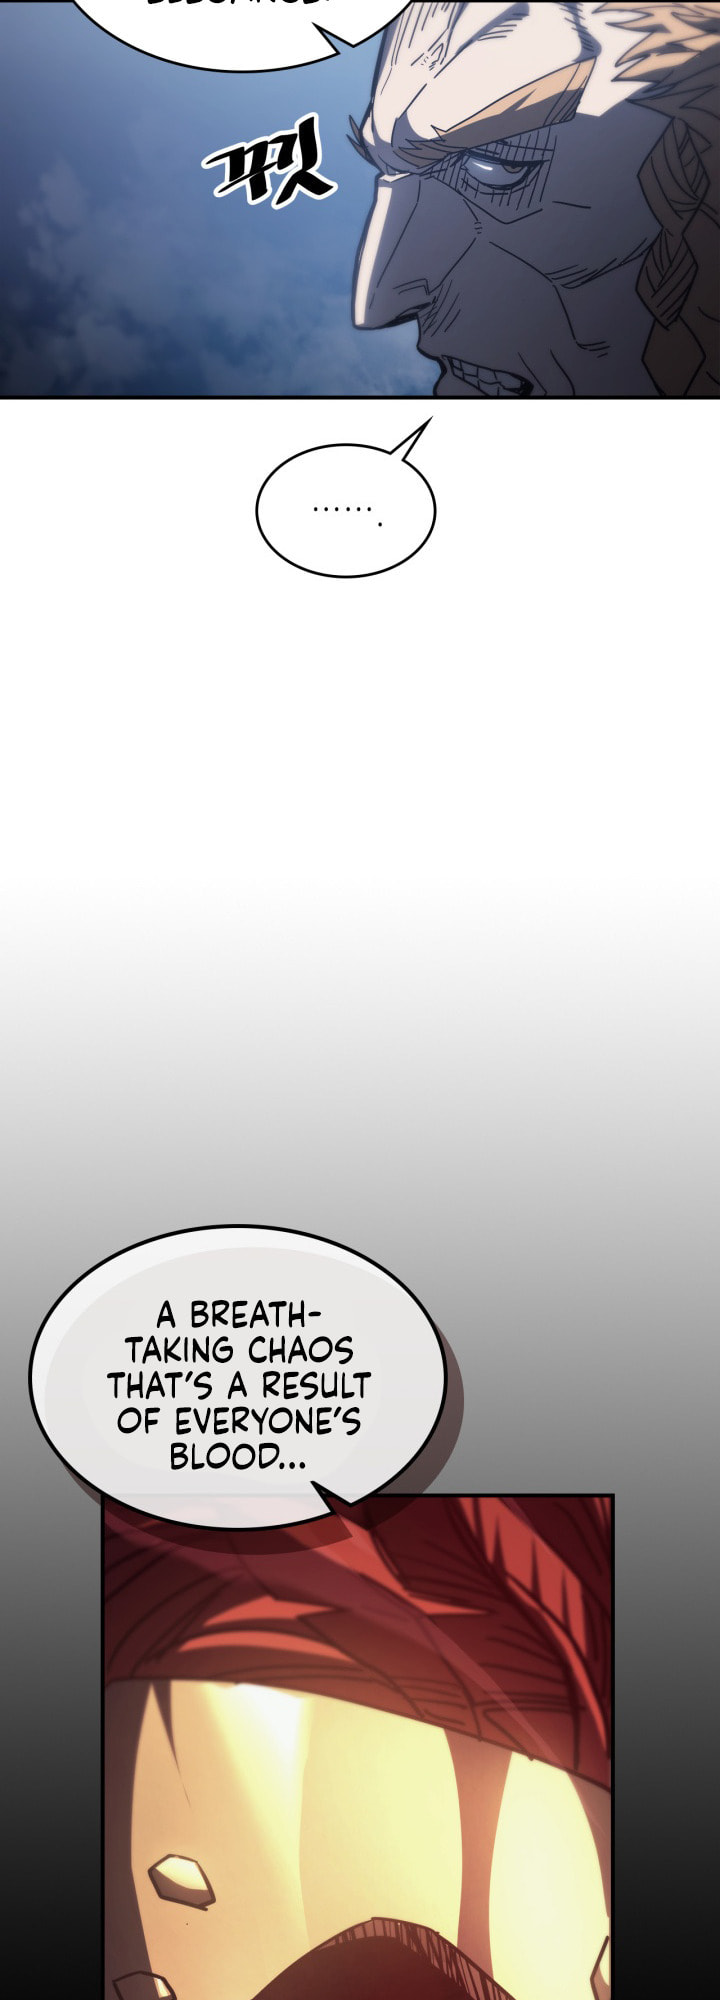 꾸깃
.......
A BREATH-
TAKING CHAOS
THAT'S A RESULT
OF EVERYONE'S
BLOOD...